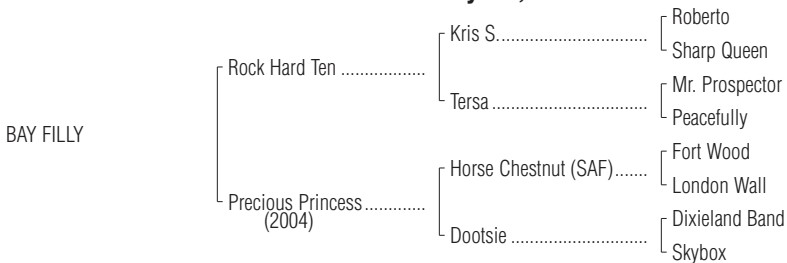 Roberto
Kris S.
Sharp Queen
Rock Hard Ten
Mr. Prospector
Tersa
Peacefully
BAY FILLY
Fort Wood
Horse Chestnut (SAF)
London Wall
Precious Princess
(2004)
Dixieland Band
Dootsie
Skybox